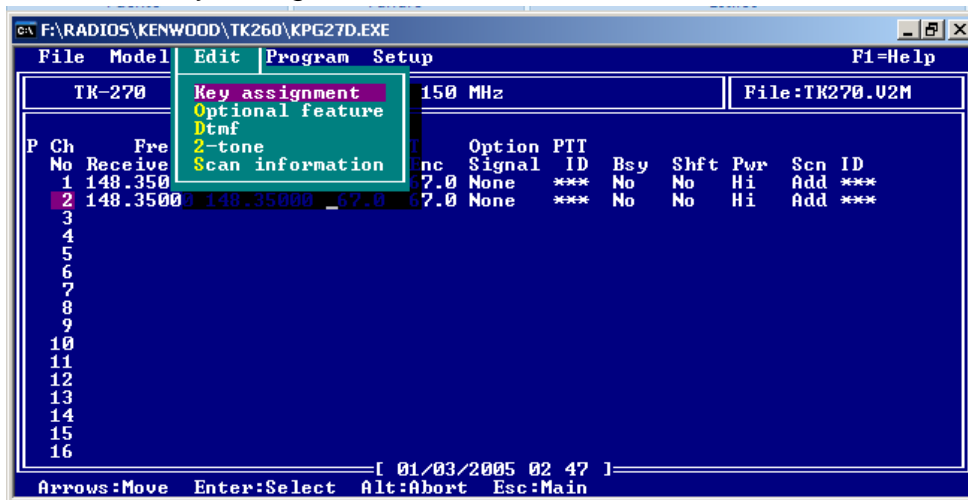 F:\RADIOS\KENWOOD\TK260\KPG27D.EXE
File Model Edit Program Setup F1=Help
TK-270 Key assignment 150 MHz File:TK270.V2M
Optional feature
Dtmf
P Ch Fre 2-tone Option PTT
No Receive Scan information nc Signal ID Bsy Shft Pwr Scn ID
1 148.350 7.0 None *** No No Hi Add ***
2 148.35000 148.35000 67.0 67.0 None *** No No Hi Add ***
3
4
5
6
7
8
9
10
11
12
13
14
15
16
[ 01/03/2005 02 47 ]
Arrows:Move Enter:Select Alt:Abort Esc:Main